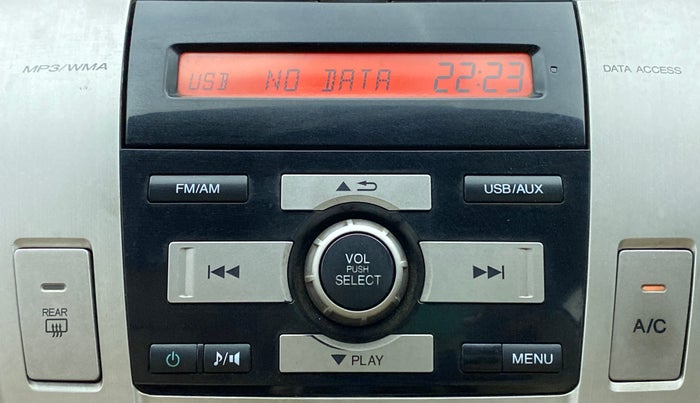 MP3/WMA
USB NO DATA 22:23
DATA ACCESS
FM/AM
USB/AUX
VOL
PUSH
SELECT
REAR
A/C
PLAY
MENU